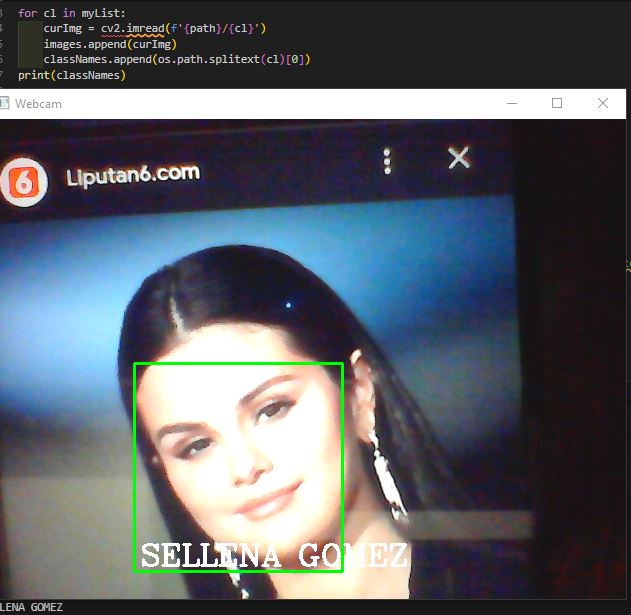 for cl in myList:
curImg = cv2.imread(f'{path}/{cl}')
images.append(curImg)
classNames.append(os.path.splitext(cl)[0])
print(classNames)
Webcam
6 Liputan6.com
SELLENA GOMEZ
LENA GOMEZ